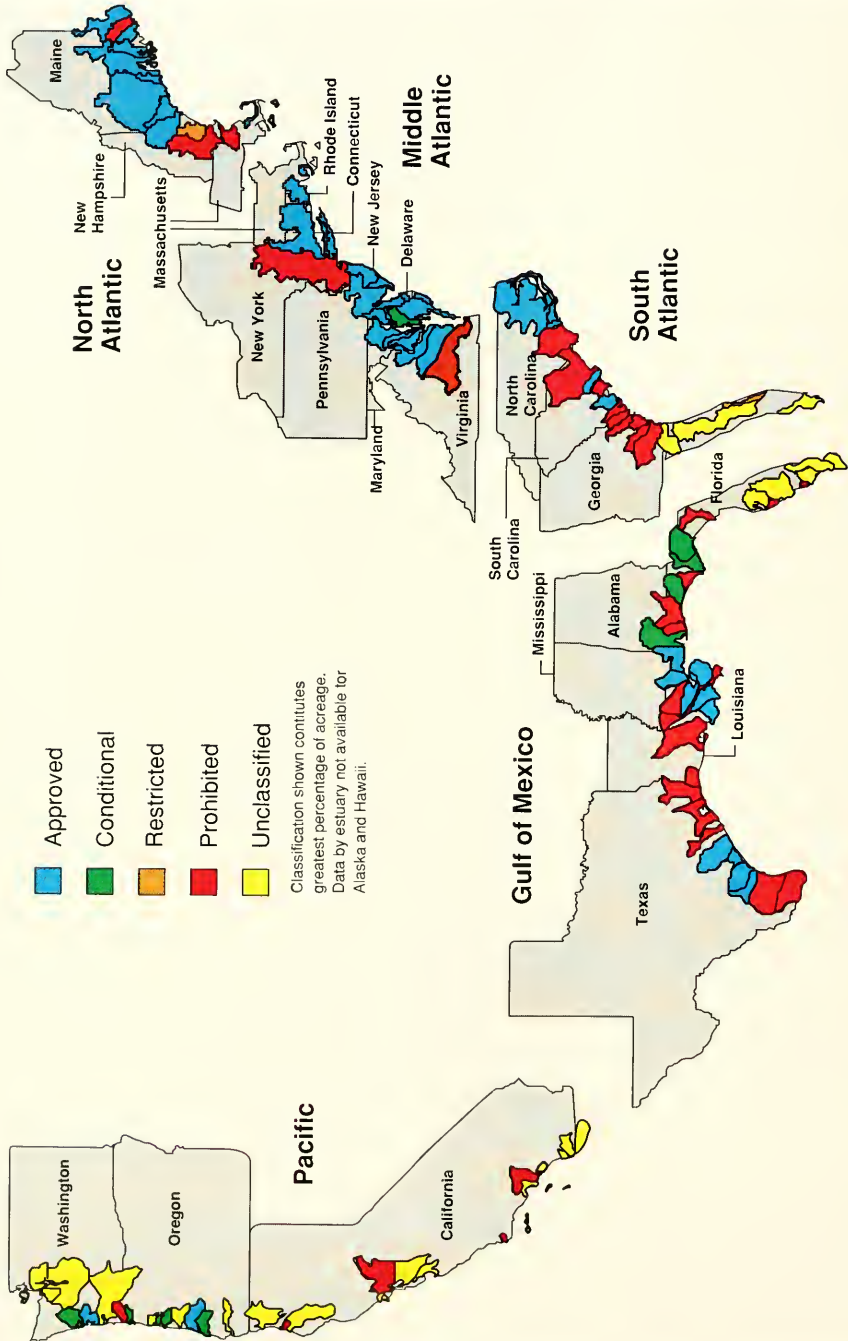 Approved
Conditional
Restricted
Prohibited
Unclassified
Classification shown contitutes
greatest percentage of acreage.
Data by estuary not available for
Alaska and Hawaii.
Pacific
Washington
Oregon
California
Gulf of Mexico
Texas
Louisiana
Mississippi
Alabama
Florida
South
Atlantic
North
Carolina
South
Carolina
Georgia
Middle
Atlantic
New York
Pennsylvania
Maryland
Virginia
Delaware
New Jersey
Connecticut
Rhode Island
North
Atlantic
Massachusetts
New
Hampshire
Maine